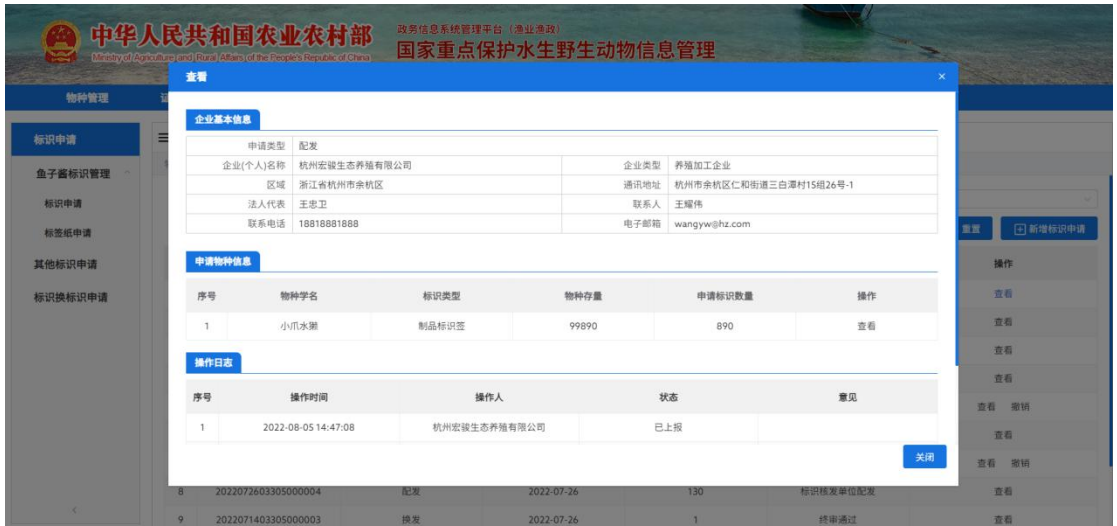 中华人民共和国农业农村部
Ministry of Agriculture and Rural Affairs of the People's Republic of China
政务信息系统管理平台（渔业渔政）
国家重点保护水生野生动物信息管理
物种管理
标识申请
鱼子酱标识管理
标识申请
标签纸申请
其他标识申请
标识换标识申请
查看 ×
企业基本信息
申请类型 配发
企业(个人)名称 杭州宏骏生态养殖有限公司 企业类型 养殖加工企业
区域 浙江省杭州市余杭区 通讯地址 杭州市余杭区仁和街道三白潭村15组26号-1
法人代表 王忠卫 联系人 王耀伟
联系电话 18818881888 电子邮箱 wangyw@hz.com
申请物种信息
序号 物种学名 标识类型 物种存量 申请标识数量 操作
1 小爪水獭 制品标识签 99890 890 查看
操作日志
序号 操作时间 操作人 状态 意见
1 2022-08-05 14:47:08 杭州宏骏生态养殖有限公司 已上报
关闭
重置 新增标识申请
操作
查看
查看
查看
查看
查看 撤销
查看
查看 撤销
8 2022072603305000004 配发 2022-07-26 130 标识核发单位配发 查看
9 2022071403305000003 换发 2022-07-26 1 终审通过 查看